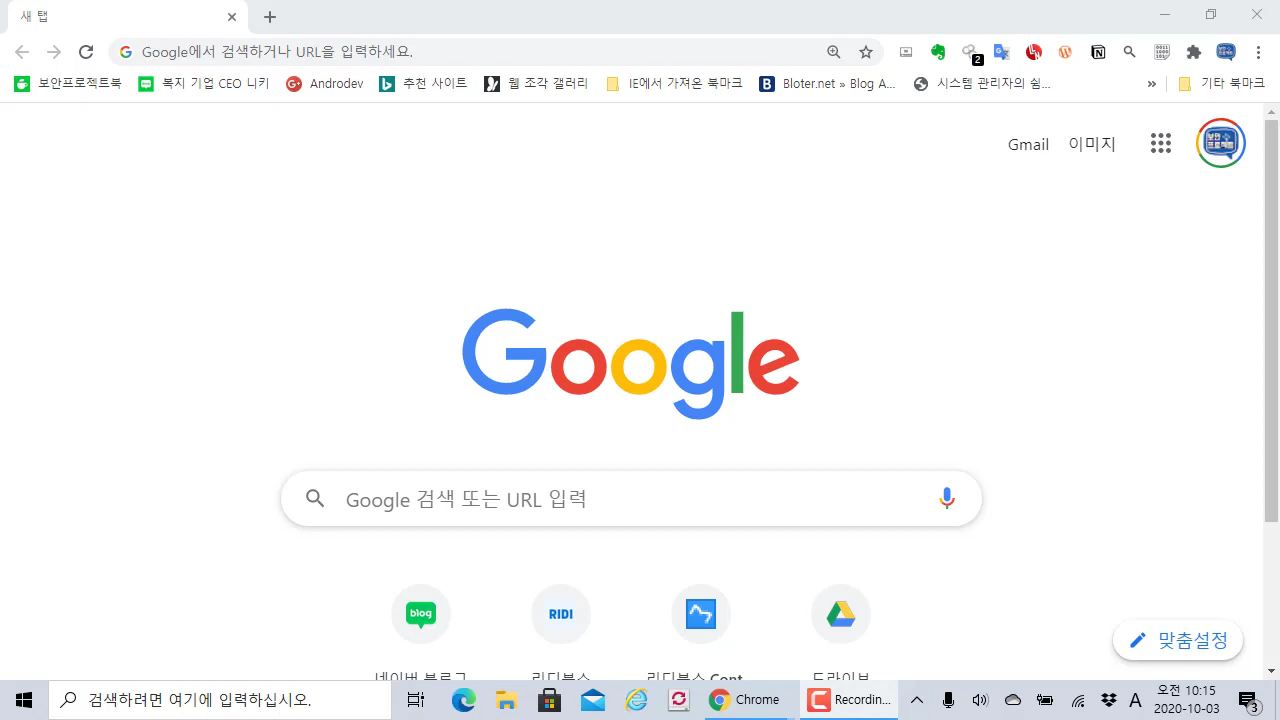 새 탭
Google에서 검색하거나 URL을 입력하세요.
2
보안프로젝트북 복지 기업 CEO 니키 Androdev 추천 사이트 웹 조각 갤러리 IE에서 가져온 북마크 Bloter.net » Blog A... 시스템 관리자의 쉼... » 기타 북마크
Gmail 이미지
Google
Google 검색 또는 URL 입력
blog RIDI
맞춤설정
네이버 블로그 리디북스 리디북스 Cont... 드라이브
검색하려면 여기에 입력하십시오. Chrome Recordin... A 오전 10:15
2020-10-03 3